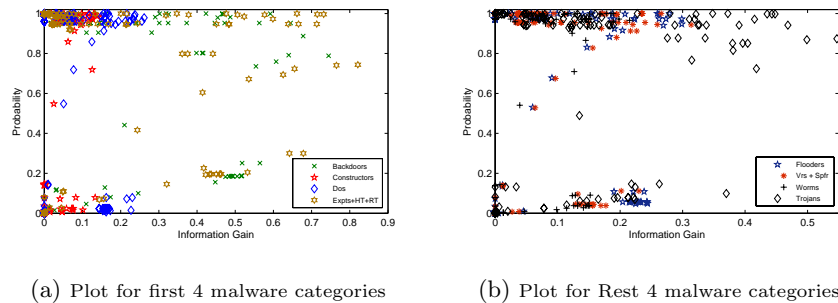 1
0.8
0.6
0.4
0.2
0
Probability
0 0.1 0.2 0.3 0.4 0.5 0.6 0.7 0.8 0.9
Information Gain
Backdoors
Constructors
Dos
Expts+HT+RT
(a) Plot for first 4 malware categories
1
0.8
0.6
0.4
0.2
0
Probability
0 0.1 0.2 0.3 0.4 0.5
Information Gain
Flooders
Vrs + Spfr
Worms
Trojans
(b) Plot for Rest 4 malware categories